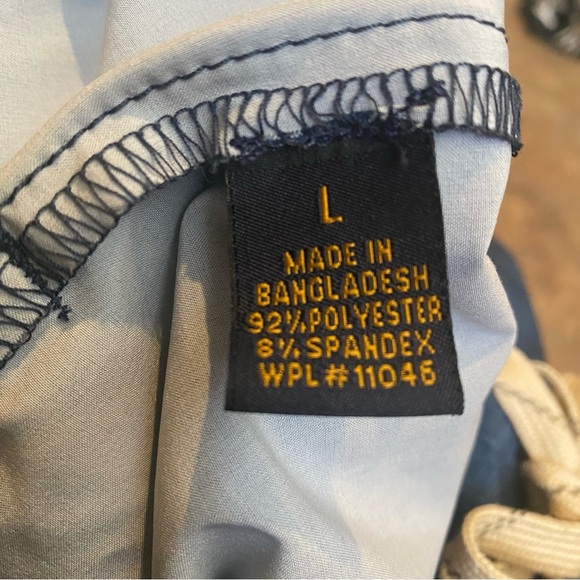 L
MADE IN
BANGLADESH
92% POLYESTER
8% SPANDEX
WPL #11046